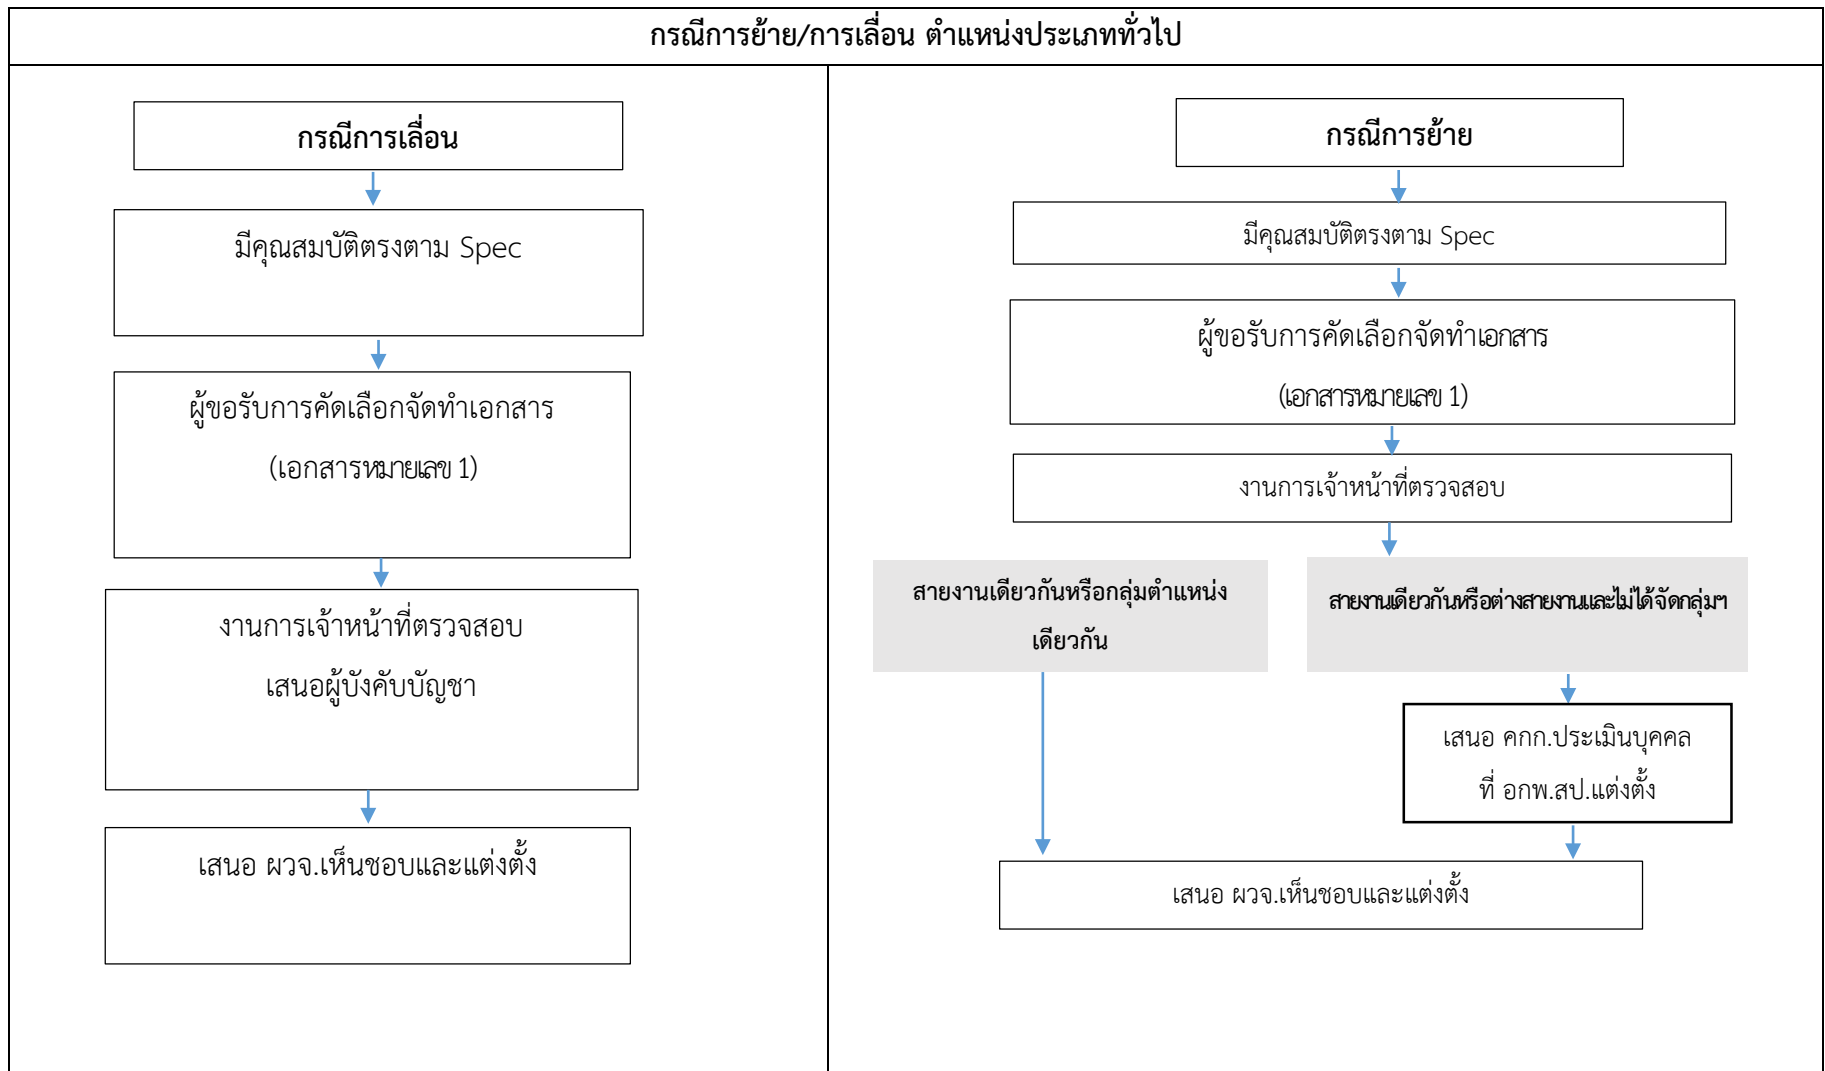 กรณีการย้าย/การเลื่อน ตำแหน่งประเภททั่วไป
กรณีการเลื่อน
มีคุณสมบัติตรงตาม Spec
ผู้ขอรับการคัดเลือกจัดทำเอกสาร
(เอกสารหมายเลข 1)
งานการเจ้าหน้าที่ตรวจสอบ
เสนอผู้บังคับบัญชา
เสนอ ผวจ.เห็นชอบและแต่งตั้ง
กรณีการย้าย
มีคุณสมบัติตรงตาม Spec
ผู้ขอรับการคัดเลือกจัดทำเอกสาร
(เอกสารหมายเลข 1)
งานการเจ้าหน้าที่ตรวจสอบ
สายงานเดียวกันหรือกลุ่มตำแหน่ง
เดียวกัน
สายงานเดียวกันหรือต่างสายงานและไม่ได้จัดกลุ่มฯ
เสนอ คกก.ประเมินบุคคล
ที่ อกพ.สป.แต่งตั้ง
เสนอ ผวจ.เห็นชอบและแต่งตั้ง